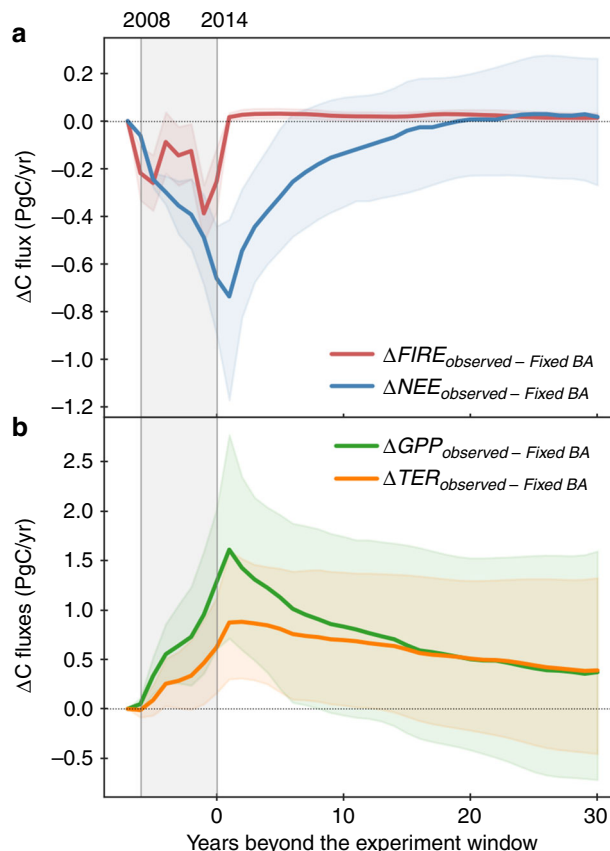 2008 2014
a
0.2
0.0
−0.2
−0.4
−0.6
−0.8
−1.0
−1.2
ΔC flux (PgC/yr)
ΔFIRE observed – Fixed BA
ΔNEE observed – Fixed BA
b
2.5
2.0
1.5
1.0
0.5
0.0
−0.5
ΔC fluxes (PgC/yr)
ΔGPP observed – Fixed BA
ΔTER observed – Fixed BA
0 10 20 30
Years beyond the experiment window